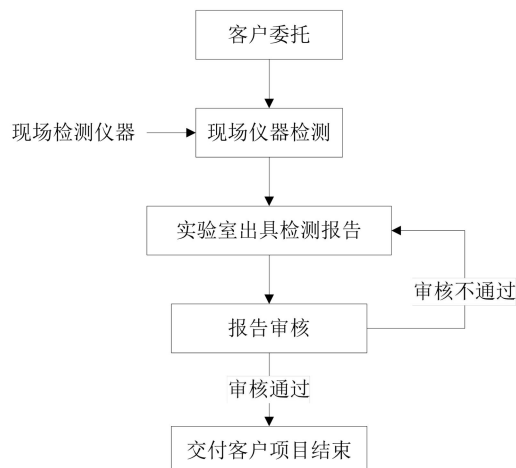 客户委托
现场检测仪器
现场仪器检测
实验室出具检测报告
审核不通过
报告审核
审核通过
交付客户项目结束